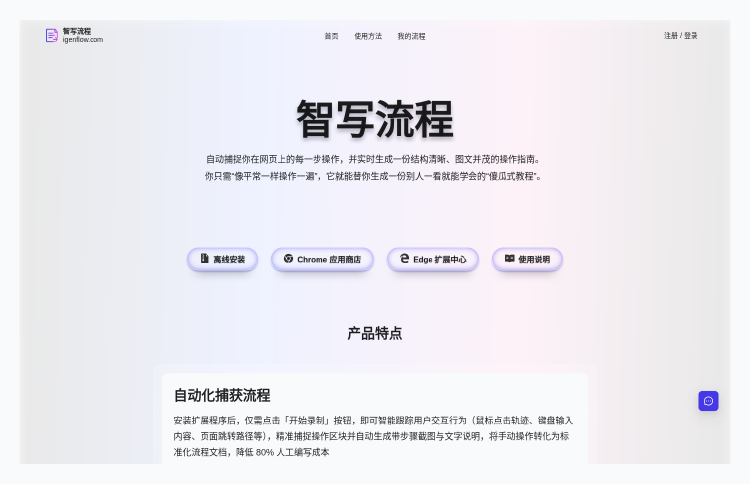 智写流程
igenflow.com
首页 使用方法 我的流程
注册 / 登录
智写流程
自动捕捉你在网页上的每一步操作，并实时生成一份结构清晰、图文并茂的操作指南。
你只需“像平常一样操作一遍”，它就能替你生成一份别人一看就能学会的“傻瓜式教程”。
离线安装 Chrome 应用商店 Edge 扩展中心 使用说明
产品特点
自动化捕获流程
安装扩展程序后，仅需点击「开始录制」按钮，即可智能跟踪用户交互行为（鼠标点击轨迹、键盘输入
内容、页面跳转路径等），精准捕捉操作区块并自动生成带步骤截图与文字说明，将手动操作转化为标
准化流程文档，降低 80% 人工编写成本